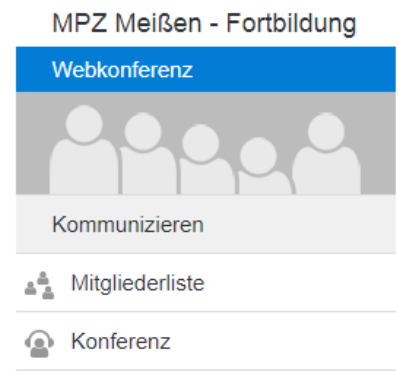 MPZ Meißen - Fortbildung
Webkonferenz
Kommunizieren
Mitgliederliste
Konferenz